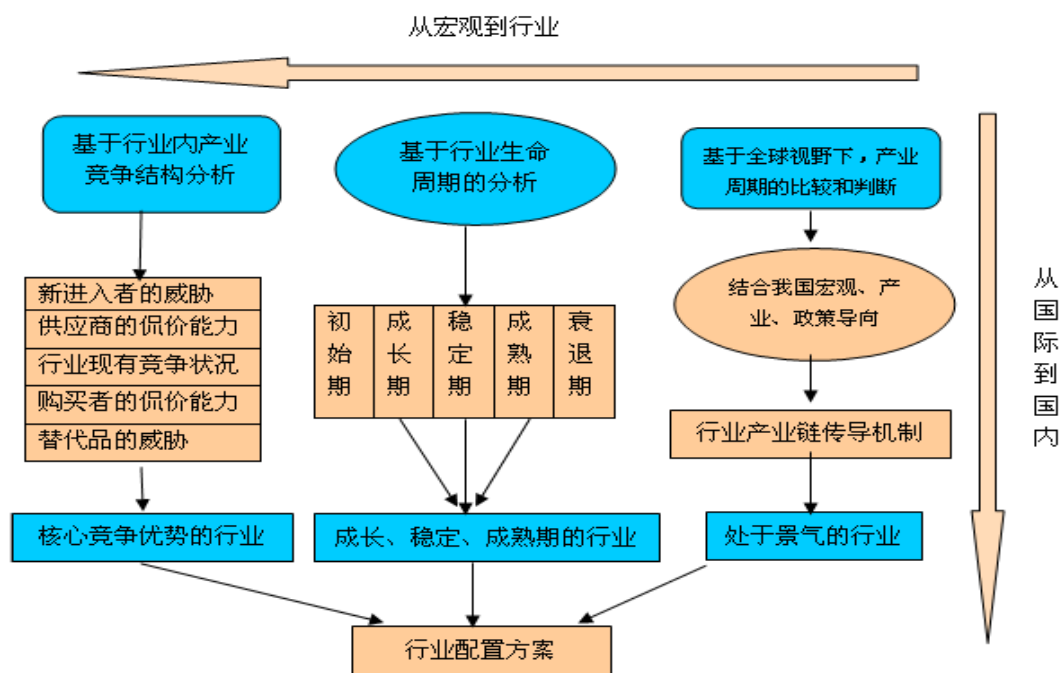 从宏观到行业
基于行业内产业
竞争结构分析
基于行业生命
周期的分析
基于全球视野下，产业
周期的比较和判断
新进入者的威胁
供应商的侃价能力
行业现有竞争状况
购买者的侃价能力
替代品的威胁
初始期
成长期
稳定期
成熟期
衰退期
结合我国宏观、产
业、政策导向
行业产业链传导机制
从国际到国内
核心竞争优势的行业
成长、稳定、成熟期的行业
处于景气的行业
行业配置方案